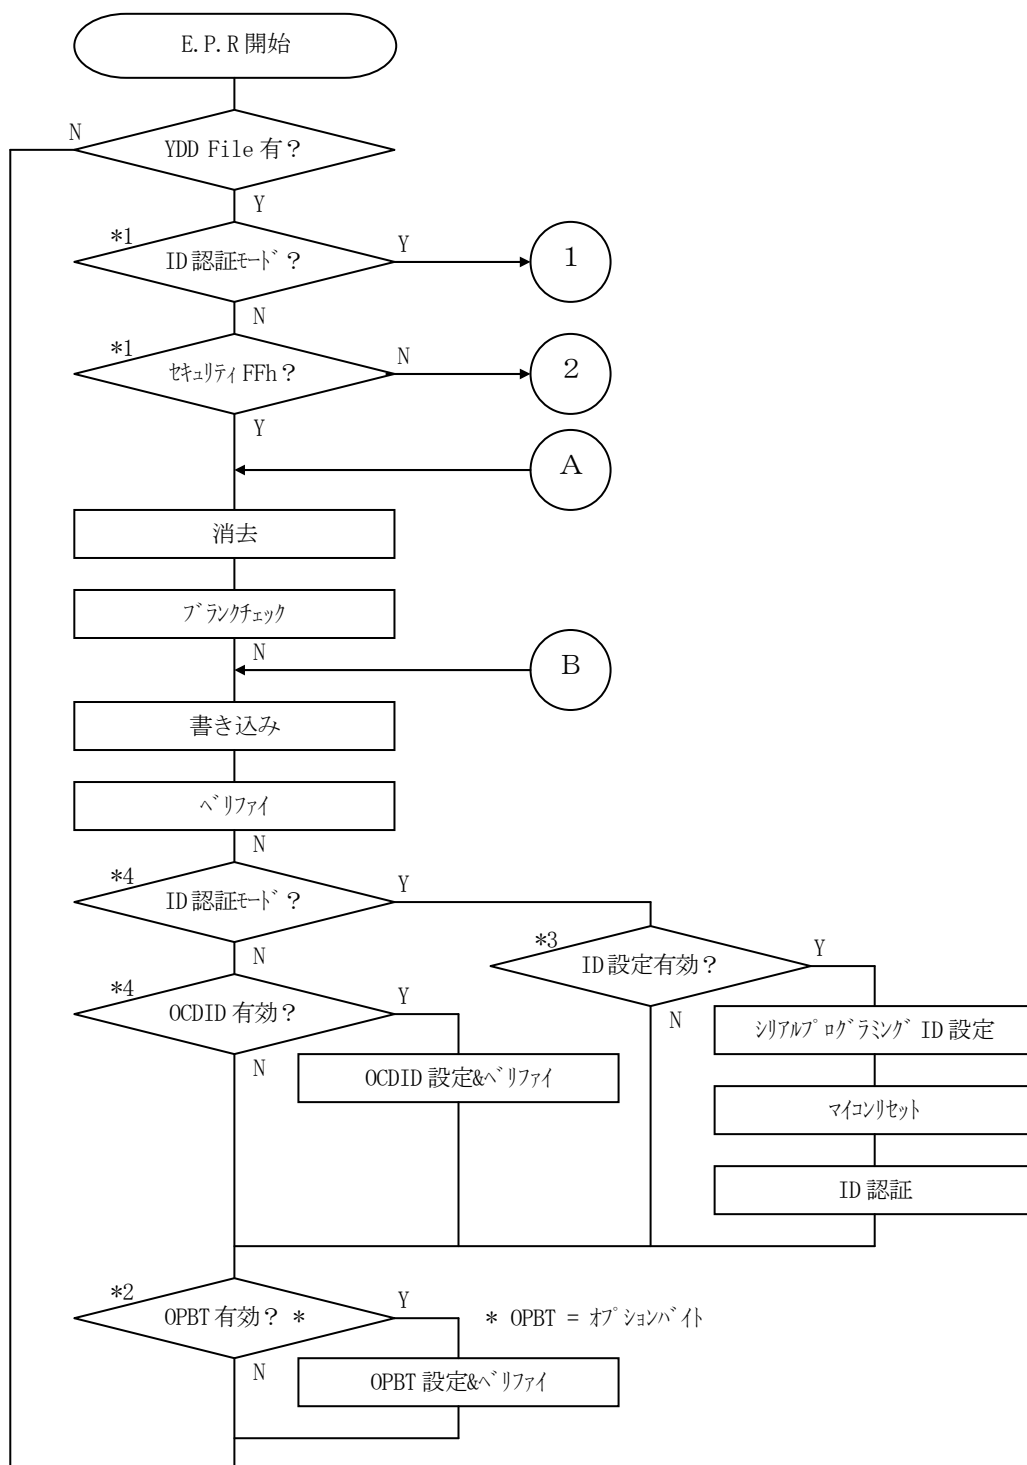 E.P.R開始
N
YDD File有？
Y
*1
ID認証ﾓｰﾄﾞ？
Y
1
N
*1
ｾｷｭﾘﾃｨFFh？
N
2
Y
A
消去
ﾌﾞﾗﾝｸﾁｪｯｸ
N
B
書き込み
ﾍﾞﾘﾌｧｲ
N
*4
ID認証ﾓｰﾄﾞ？
Y
*3
ID設定有効？
Y
N
*4
OCDID有効？
Y
N
ｼﾘｱﾙﾌﾟﾛｸﾞﾗﾐﾝｸﾞID設定
N
OCDID設定&ﾍﾞﾘﾌｧｲ
ﾏｲｺﾝﾘｾｯﾄ
ID認証
*2
OPBT有効？ *
Y
* OPBT = ｵﾌﾟｼｮﾝﾊﾞｲﾄ
N
OPBT設定&ﾍﾞﾘﾌｧｲ